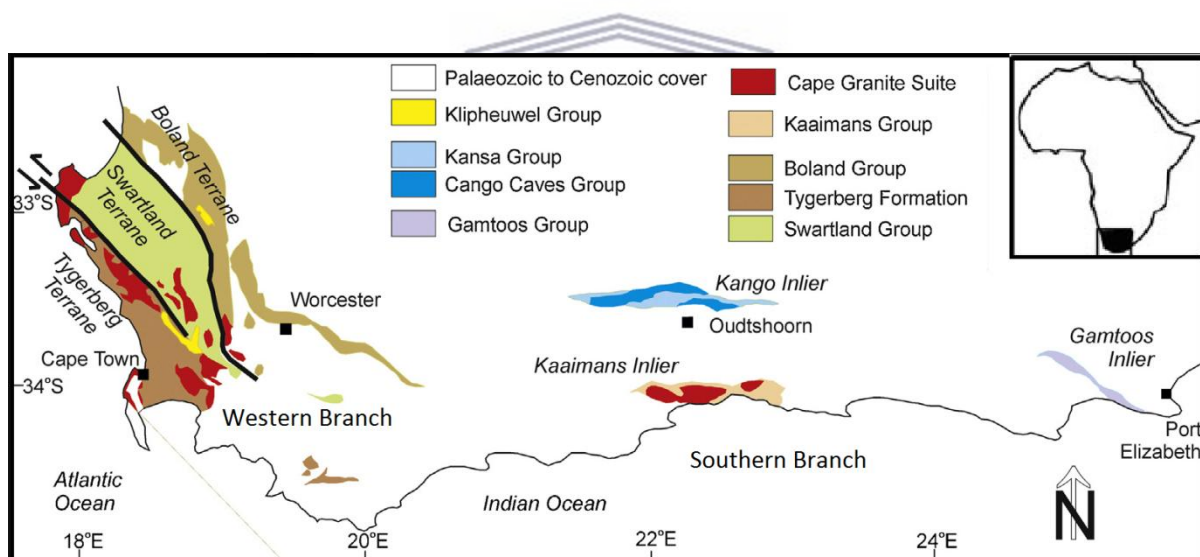 Palaeozoic to Cenozoic cover
Klipheuwel Group
Kansa Group
Cango Caves Group
Gamtoos Group
Cape Granite Suite
Kaaimans Group
Boland Group
Tygerberg Formation
Swartland Group
Boland Terrane
Swartland
Terrane
Tygerberg
Terrane
33°S
34°S
Worcester
Cape Town
Western Branch
Kango Inlier
Oudtshoorn
Kaaimans Inlier
Gamtoos
Inlier
Port
Elizabeth
Southern Branch
Atlantic
Ocean
Indian Ocean
N
18°E
20°E
22°E
24°E